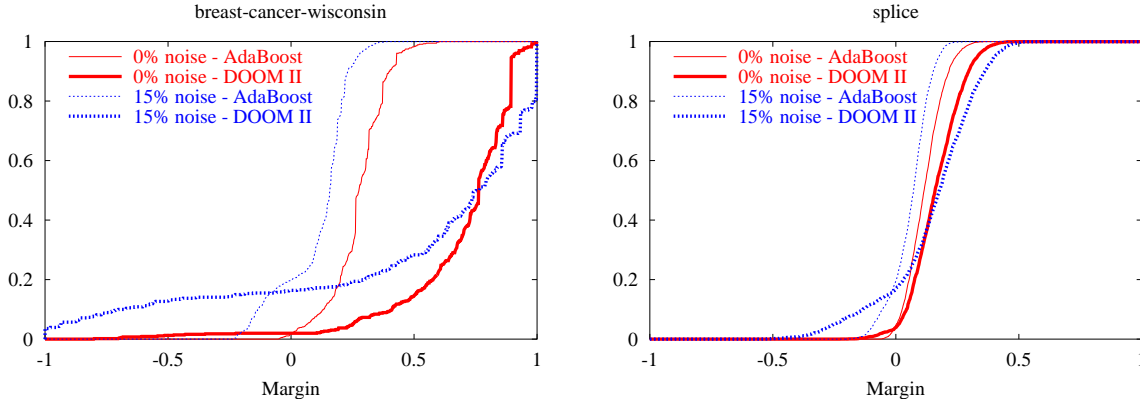 breast-cancer-wisconsin
1
0.8
0.6
0.4
0.2
0
0% noise - AdaBoost
0% noise - DOOM II
15% noise - AdaBoost
15% noise - DOOM II
-1 -0.5 0 0.5 1
Margin
splice
1
0.8
0.6
0.4
0.2
0
0% noise - AdaBoost
0% noise - DOOM II
15% noise - AdaBoost
15% noise - DOOM II
-1 -0.5 0 0.5 1
Margin